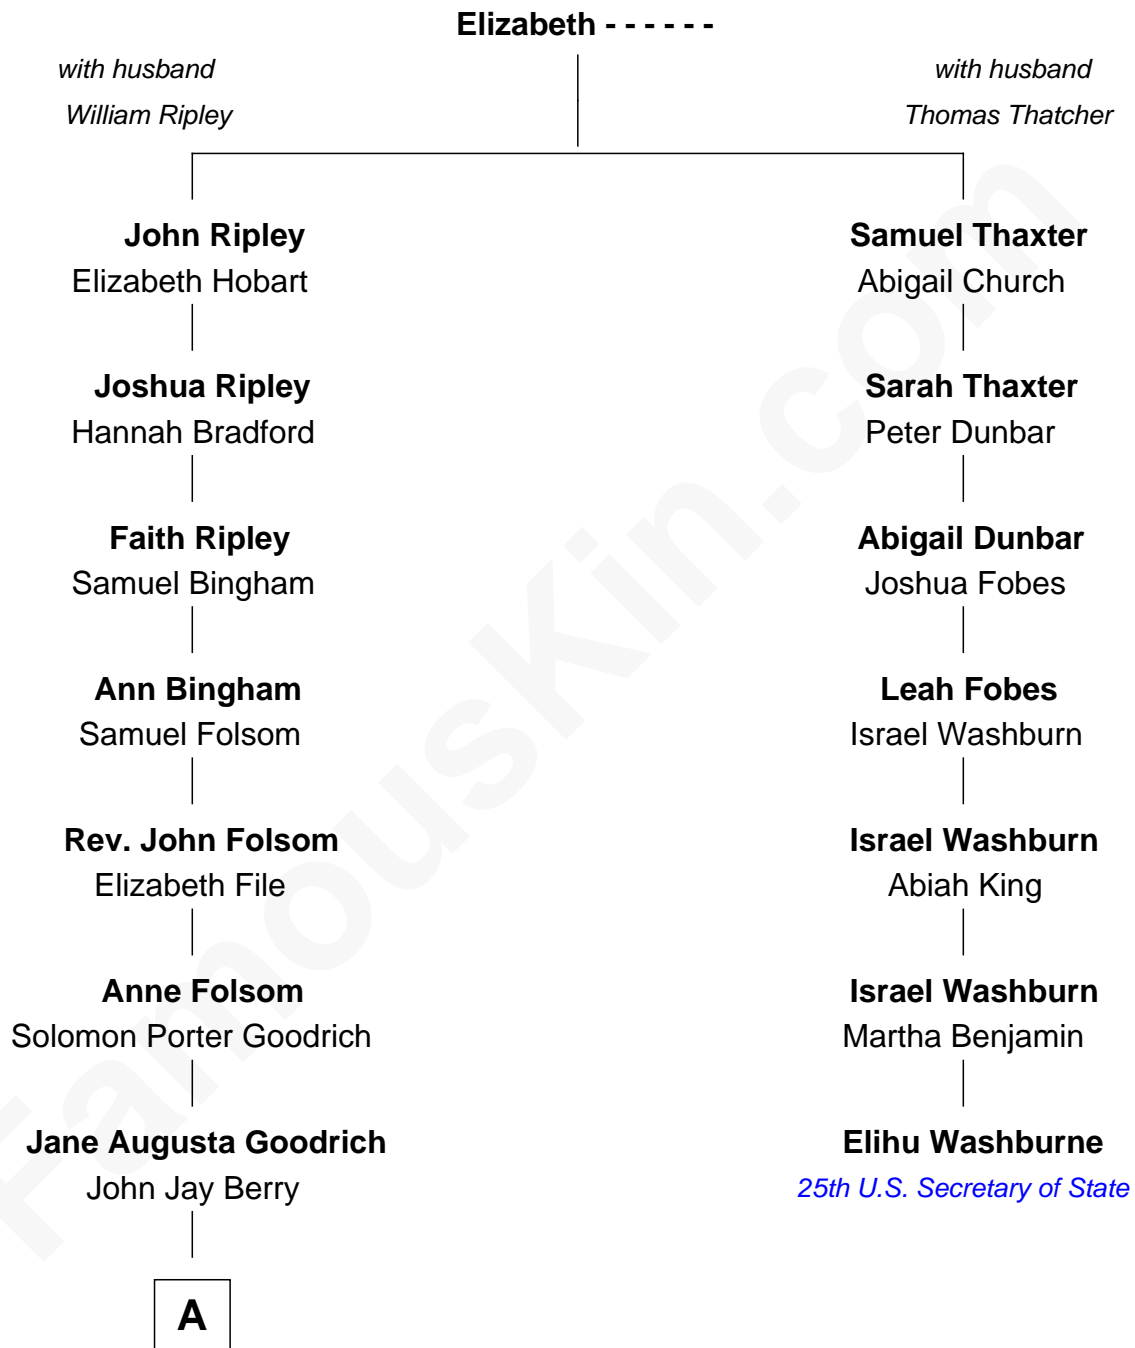 Elizabeth - - - - - -
with husband
William Ripley
with husband
Thomas Thatcher
John Ripley
Elizabeth Hobart
Samuel Thaxter
Abigail Church
Joshua Ripley
Hannah Bradford
Sarah Thaxter
Peter Dunbar
Faith Ripley
Samuel Bingham
Abigail Dunbar
Joshua Fobes
Ann Bingham
Samuel Folsom
Leah Fobes
Israel Washburn
Rev. John Folsom
Elizabeth File
Israel Washburn
Abiah King
Anne Folsom
Solomon Porter Goodrich
Israel Washburn
Martha Benjamin
Jane Augusta Goodrich
John Jay Berry
Elihu Washburne
25th U.S. Secretary of State
A
FamousKin.com